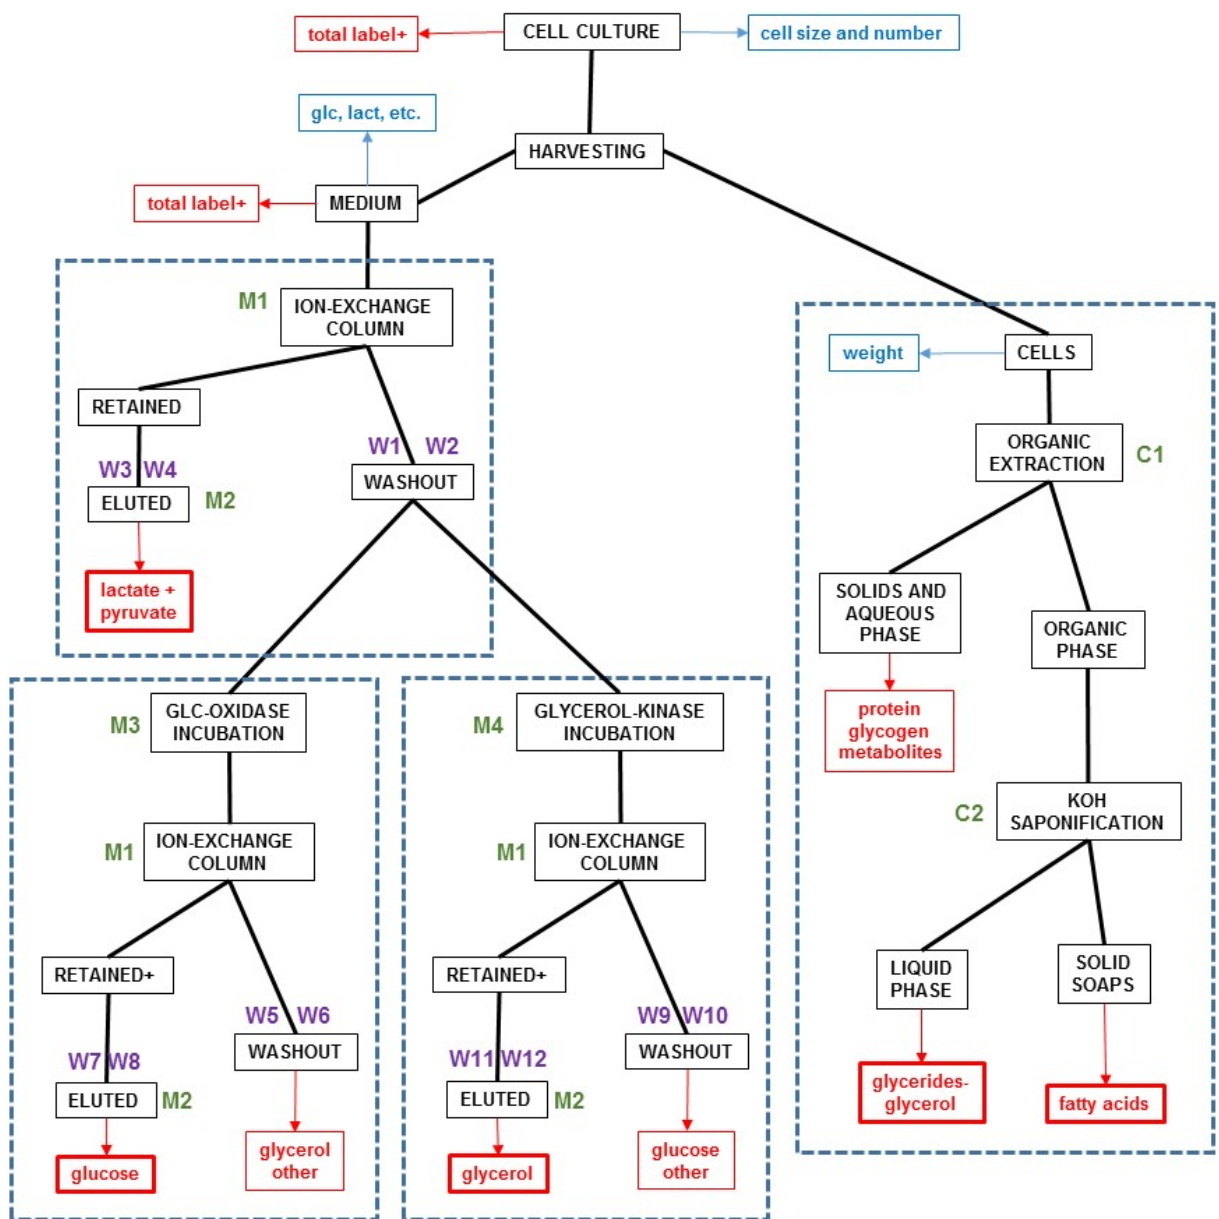 total label+
CELL CULTURE
cell size and number
glc, lact, etc.
HARVESTING
total label+
MEDIUM
M1
ION-EXCHANGE
COLUMN
RETAINED
W3 W4
ELUTED
M2
lactate +
pyruvate
W1 W2
WASHOUT
M3
GLC-OXIDASE
INCUBATION
M1
ION-EXCHANGE
COLUMN
RETAINED+
W7 W8
ELUTED
M2
glucose
W5 W6
WASHOUT
glycerol
other
M4
GLYCEROL-KINASE
INCUBATION
M1
ION-EXCHANGE
COLUMN
RETAINED+
W11 W12
ELUTED
M2
glycerol
W9 W10
WASHOUT
glucose
other
weight
CELLS
ORGANIC
EXTRACTION
C1
SOLIDS AND
AQUEOUS
PHASE
protein
glycogen
metabolites
ORGANIC
PHASE
C2
KOH
SAPONIFICATION
LIQUID
PHASE
glycerides-
glycerol
SOLID
SOAPS
fatty acids